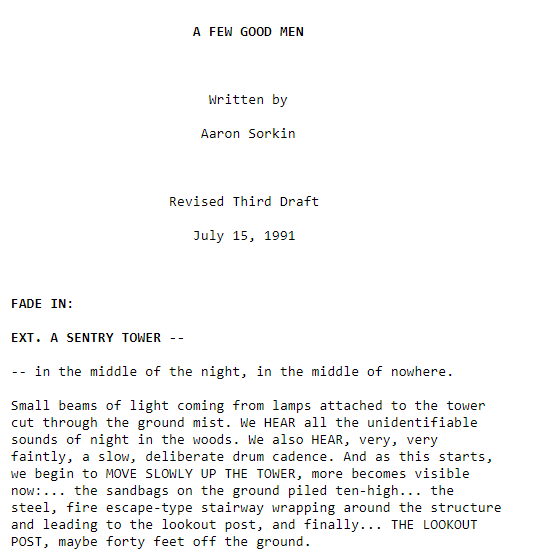 A FEW GOOD MEN
Written by
Aaron Sorkin
Revised Third Draft
July 15, 1991
FADE IN:
EXT. A SENTRY TOWER --
-- in the middle of the night, in the middle of nowhere.
Small beams of light coming from lamps attached to the tower
cut through the ground mist. We HEAR all the unidentifiable
sounds of night in the woods. We also HEAR, very, very
faintly, a slow, deliberate drum cadence. And as this starts,
we begin to MOVE SLOWLY UP THE TOWER, more becomes visible
now:... the sandbags on the ground piled ten-high... the
steel, fire escape-type stairway wrapping around the structure
and leading to the lookout post, and finally... THE LOOKOUT
POST, maybe forty feet off the ground.